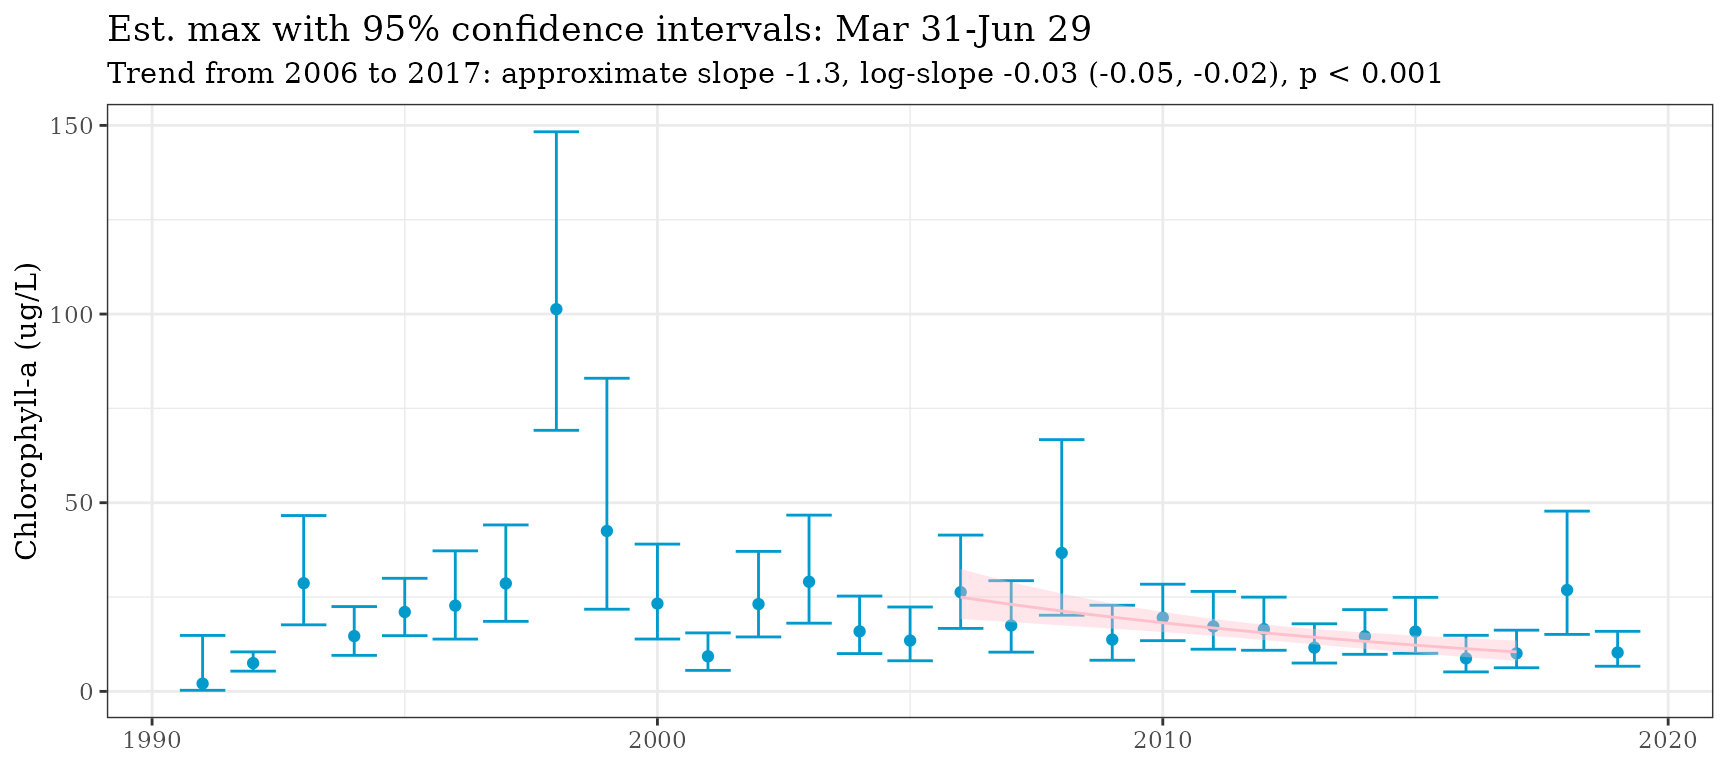 Est. max with 95% confidence intervals: Mar 31-Jun 29
Trend from 2006 to 2017: approximate slope -1.3, log-slope -0.03 (-0.05, -0.02), p < 0.001
Chlorophyll-a (ug/L)
150
100
50
0
1990
2000
2010
2020